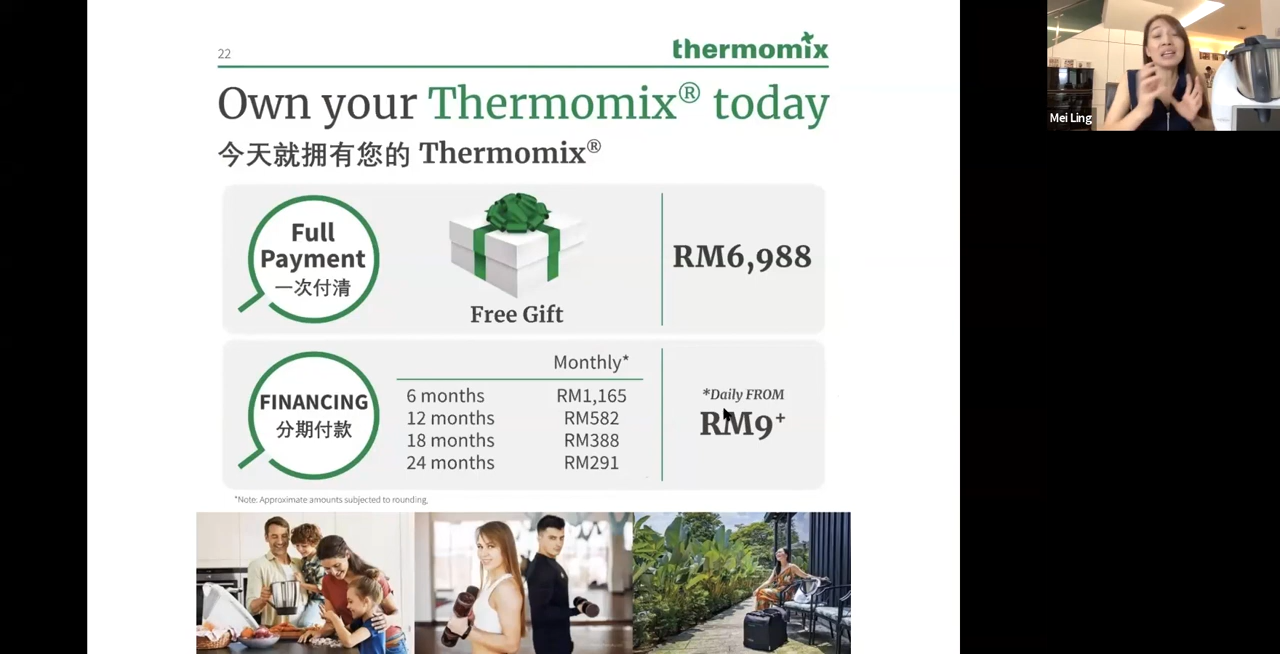 22
thermomix
Own your Thermomix® today
今天就拥有您的 Thermomix®
Full
Payment
一次付清
Free Gift
RM6,988
FINANCING
分期付款
Monthly*
6 months RM1,165
12 months RM582
18 months RM388
24 months RM291
*Daily FROM
RM9+
*Note: Approximate amounts subjected to rounding.
Mei Ling